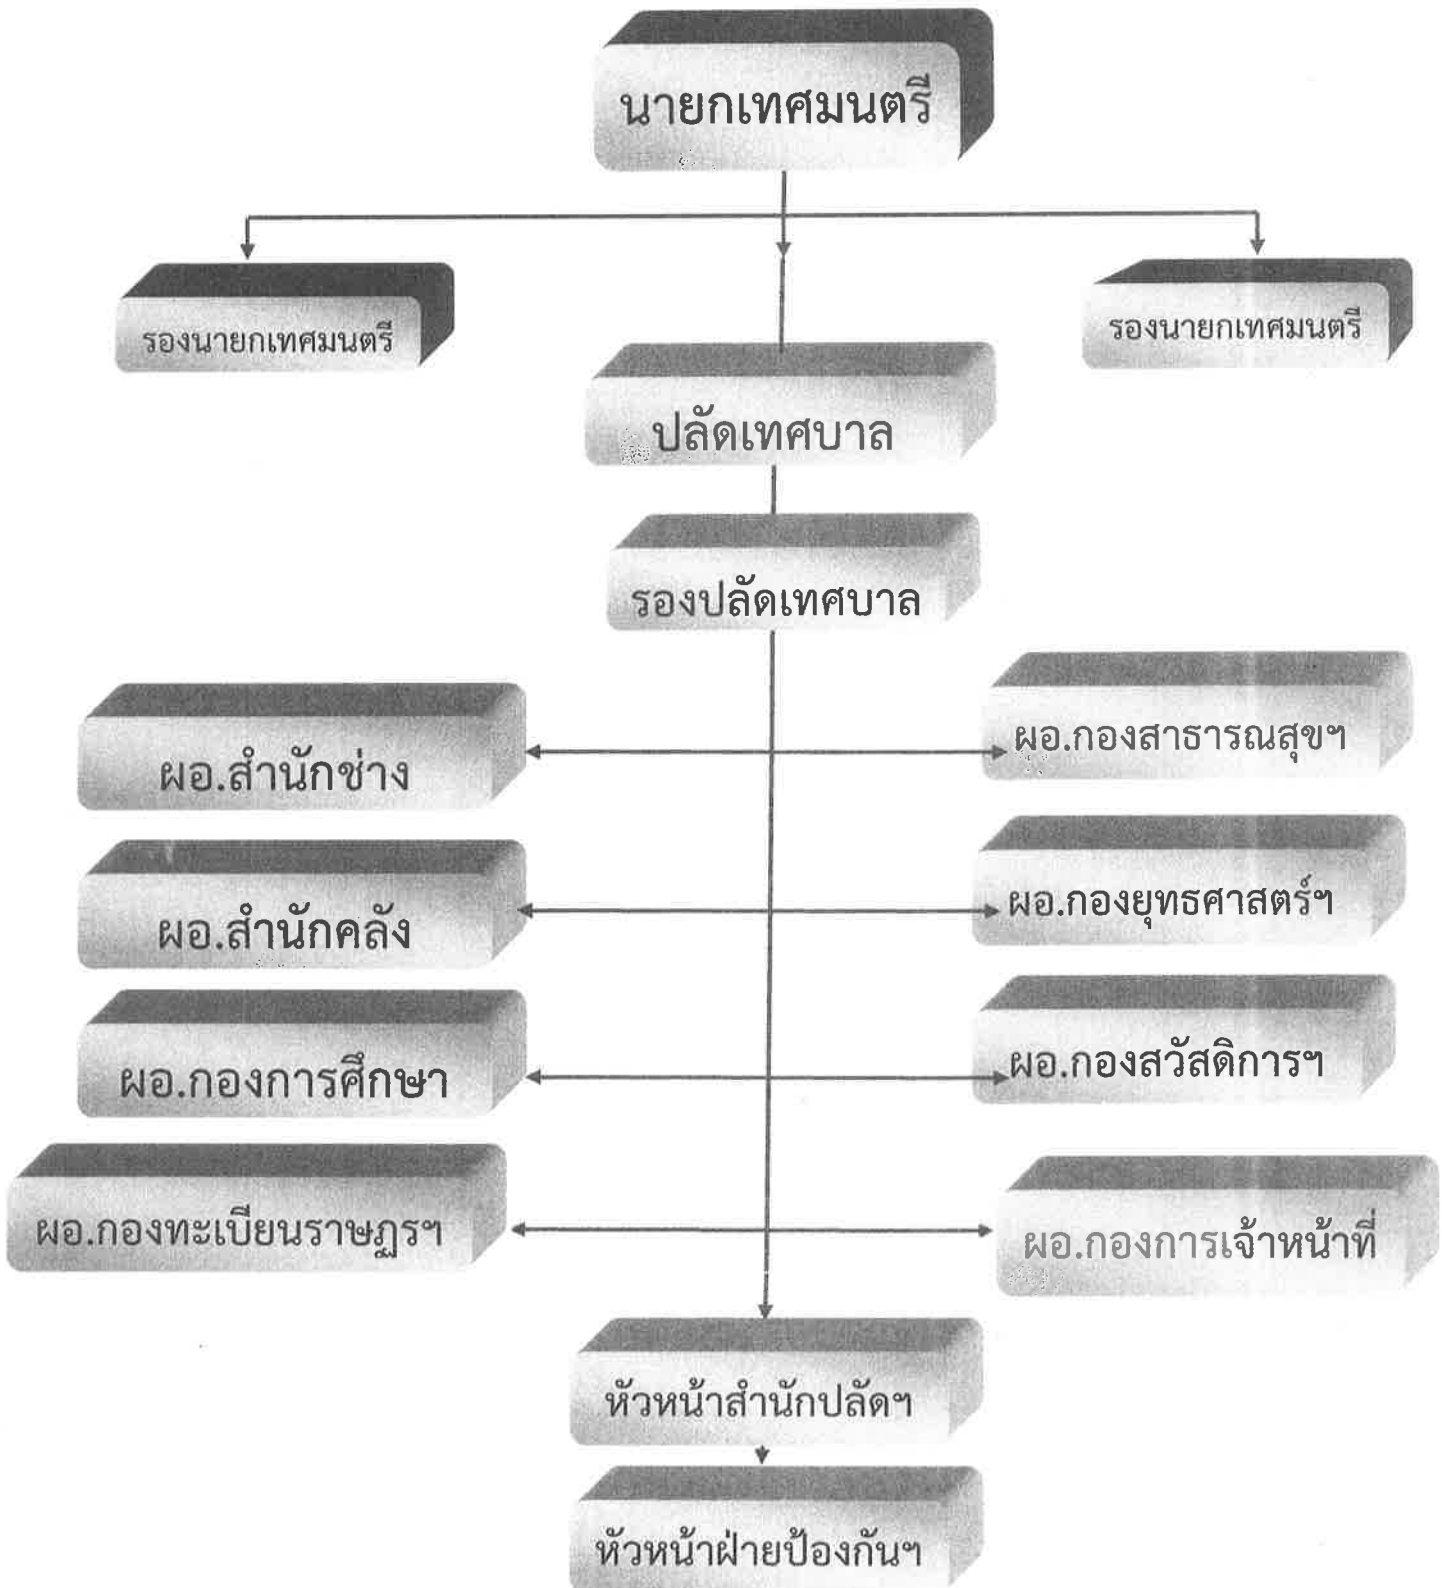 นายกเทศมนตรี
รองนายกเทศมนตรี
รองนายกเทศมนตรี
ปลัดเทศบาล
รองปลัดเทศบาล
ผอ.สำนักช่าง
ผอ.กองสาธารณสุขฯ
ผอ.สำนักคลัง
ผอ.กองยุทธศาสตร์ฯ
ผอ.กองการศึกษา
ผอ.กองสวัสดิการฯ
ผอ.กองทะเบียนราษฎรฯ
ผอ.กองการเจ้าหน้าที่
หัวหน้าสำนักปลัดฯ
หัวหน้าฝ่ายป้องกันฯ